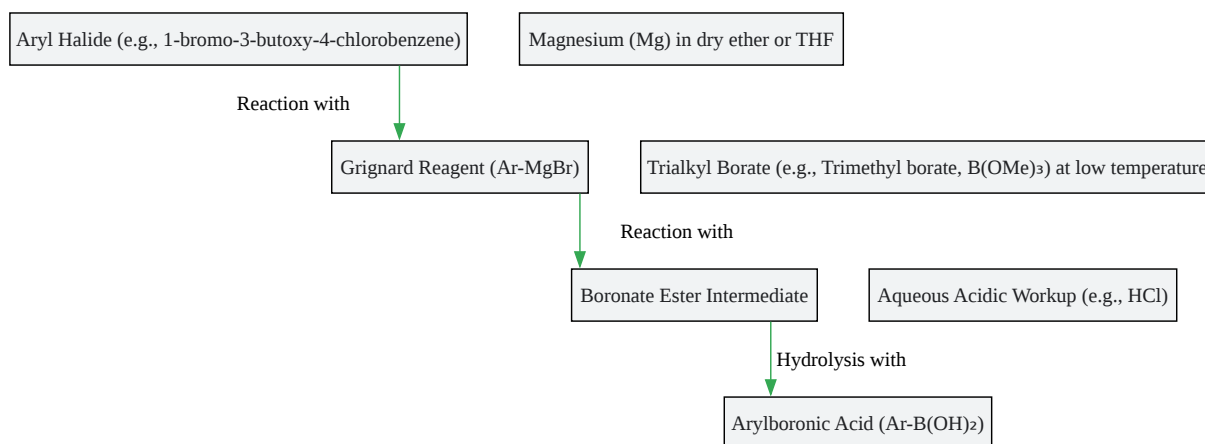 Aryl Halide (e.g., 1-bromo-3-butoxy-4-chlorobenzene)
Magnesium (Mg) in dry ether or THF
Reaction with
Grignard Reagent (Ar-MgBr)
Trialkyl Borate (e.g., Trimethyl borate, B(OMe)₃) at low temperature
Reaction with
Boronate Ester Intermediate
Aqueous Acidic Workup (e.g., HCl)
Hydrolysis with
Arylboronic Acid (Ar-B(OH)₂)